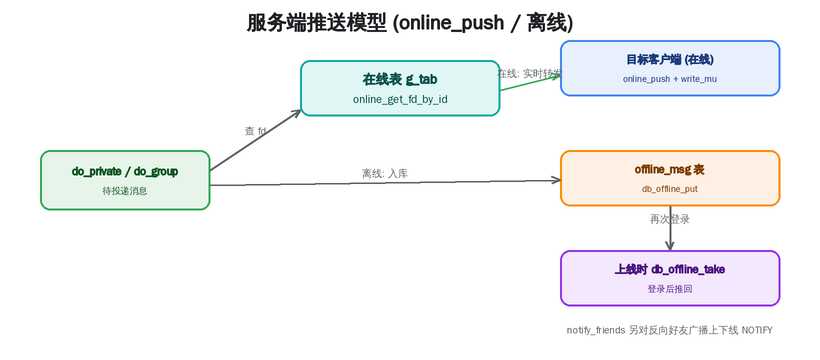 服务端推送模型 (online_push / 离线)
目标客户端 (在线)
online_push + write_mu
在线: 实时转发
在线表 g_tab
online_get_fd_by_id
查 fd
do_private / do_group
待投递消息
离线: 入库
offline_msg 表
db_offline_put
再次登录
上线时 db_offline_take
登录后推回
notify_friends 另对反向好友广播上下线 NOTIFY